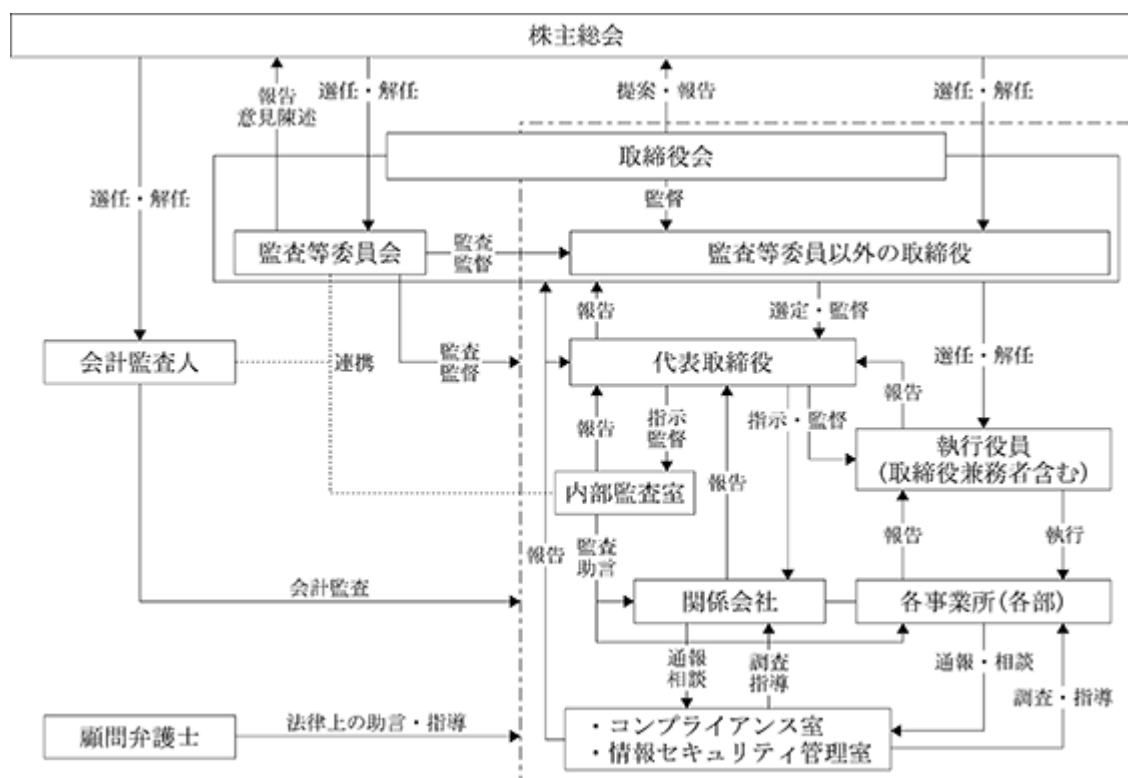 株主総会
選任・解任
報告
意見陳述
選任・解任
提案・報告
選任・解任
取締役会
監督
監査等委員会
監査
監督
監査等委員以外の取締役
報告
選定・監督
選任・解任
会計監査人
連携
監査
監督
代表取締役
報告
報告
指示
監督
報告
指示・監督
執行役員
(取締役兼務者含む)
内部監査室
報告
監査
助言
報告
執行
会計監査
関係会社
各事業所(各部)
通報
相談
調査
指導
通報・相談
調査・指導
顧問弁護士
法律上の助言・指導
・コンプライアンス室
・情報セキュリティ管理室